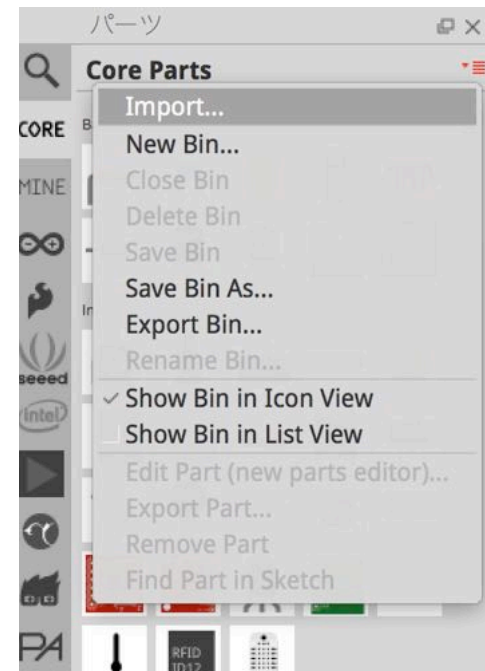 パーツ
Core Parts
CORE
MINE
seeed
intel
PA
B
In
Import...
New Bin...
Close Bin
Delete Bin
Save Bin
Save Bin As...
Export Bin...
Rename Bin...
Show Bin in Icon View
Show Bin in List View
Edit Part (new parts editor)...
Export Part...
Remove Part
Find Part in Sketch
RFID
ID12